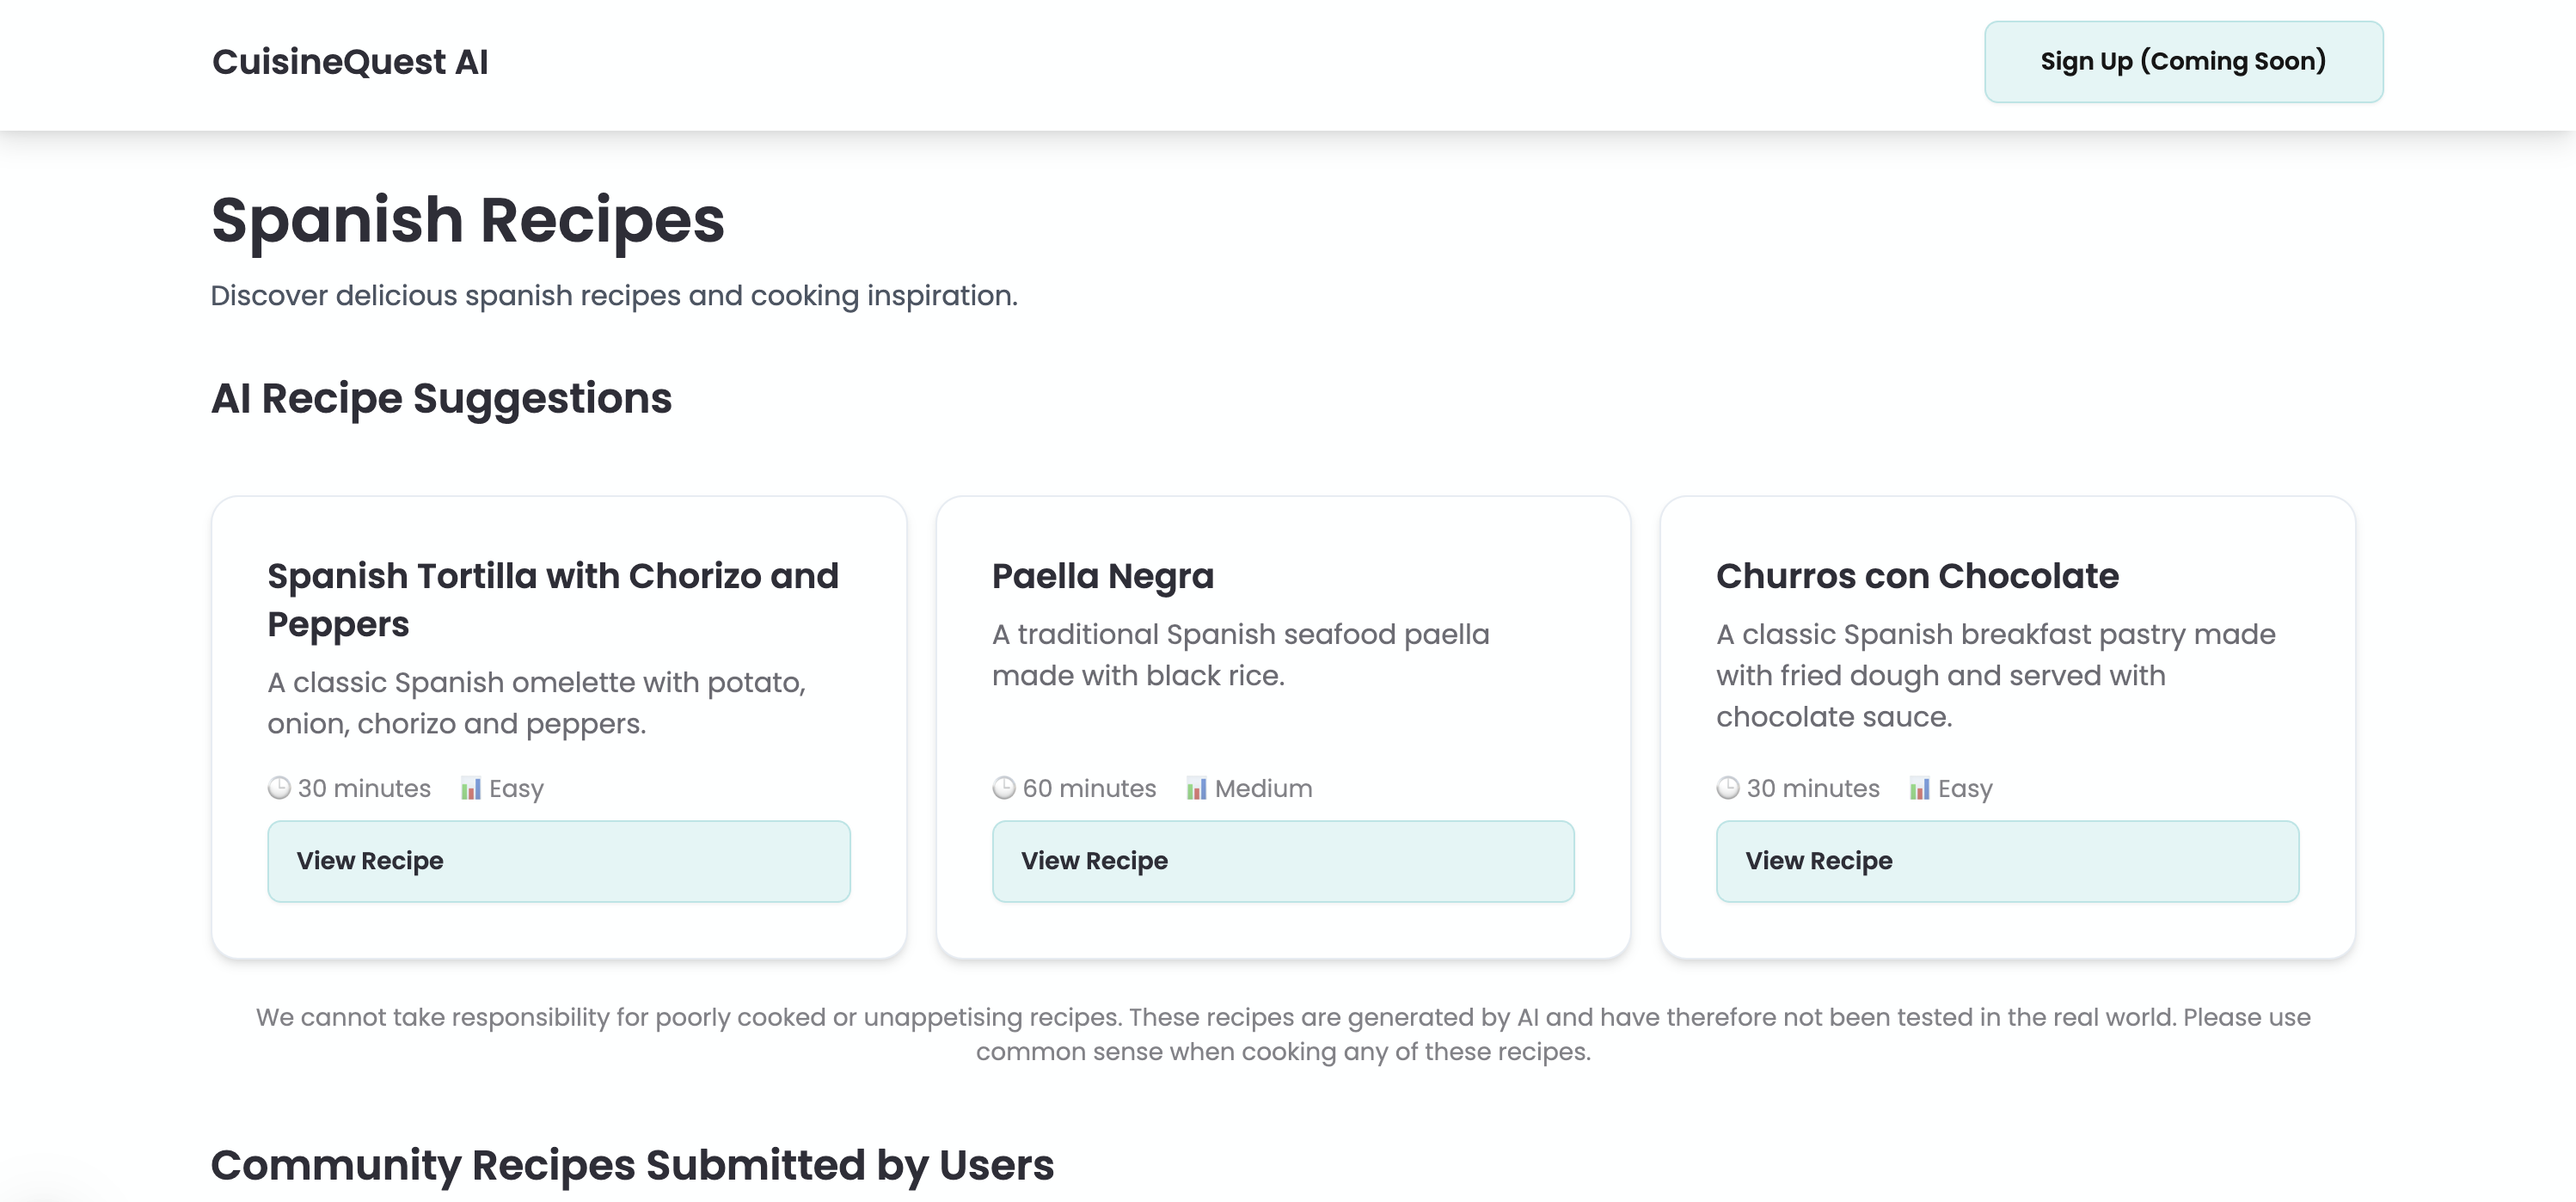 CuisineQuest AI
Sign Up (Coming Soon)
Spanish Recipes
Discover delicious spanish recipes and cooking inspiration.
AI Recipe Suggestions
Spanish Tortilla with Chorizo and
Peppers
A classic Spanish omelette with potato,
onion, chorizo and peppers.
30 minutes Easy
View Recipe
Paella Negra
A traditional Spanish seafood paella
made with black rice.
60 minutes Medium
View Recipe
Churros con Chocolate
A classic Spanish breakfast pastry made
with fried dough and served with
chocolate sauce.
30 minutes Easy
View Recipe
We cannot take responsibility for poorly cooked or unappetising recipes. These recipes are generated by AI and have therefore not been tested in the real world. Please use
common sense when cooking any of these recipes.
Community Recipes Submitted by Users